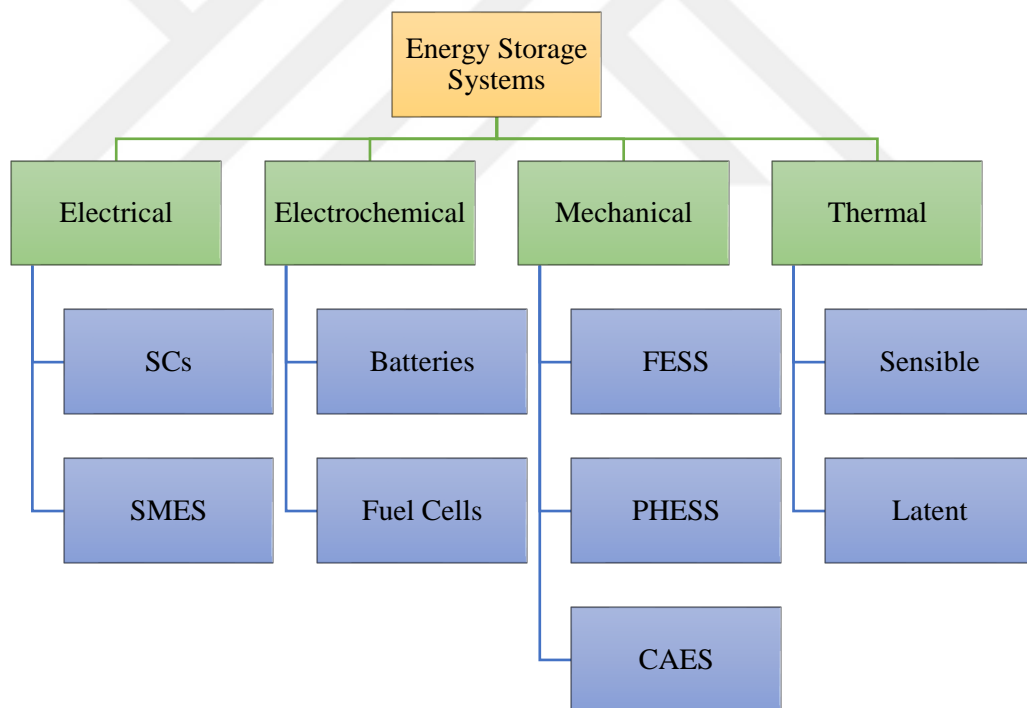 Energy Storage
Systems
Electrical
Electrochemical
Mechanical
Thermal
SCs
Batteries
FESS
Sensible
SMES
Fuel Cells
PHESS
Latent
CAES